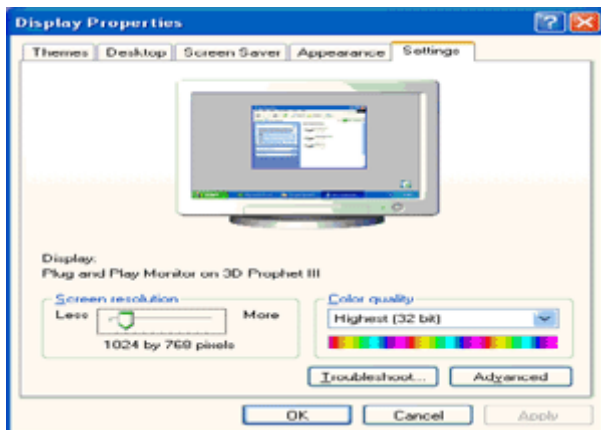 Display Properties
Themes Desktop Screen Saver Appearance Settings
Display:
Plug and Play Monitor on 3D Prophet III
Screen resolution
Less More
1024 by 768 pixels
Color quality
Highest (32 bit)
Troubleshoot... Advanced
OK Cancel Apply